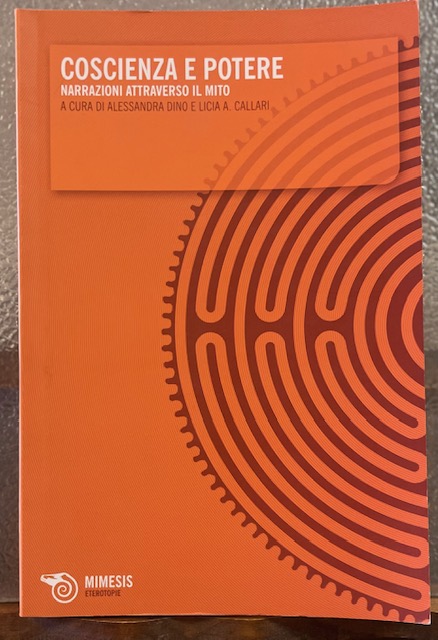 COSCIENZA E POTERE
NARRAZIONI ATTRAVERSO IL MITO
A CURA DI ALESSANDRA DINO E LICIA A. CALLARI
MIMESIS
ETEROTOPIE